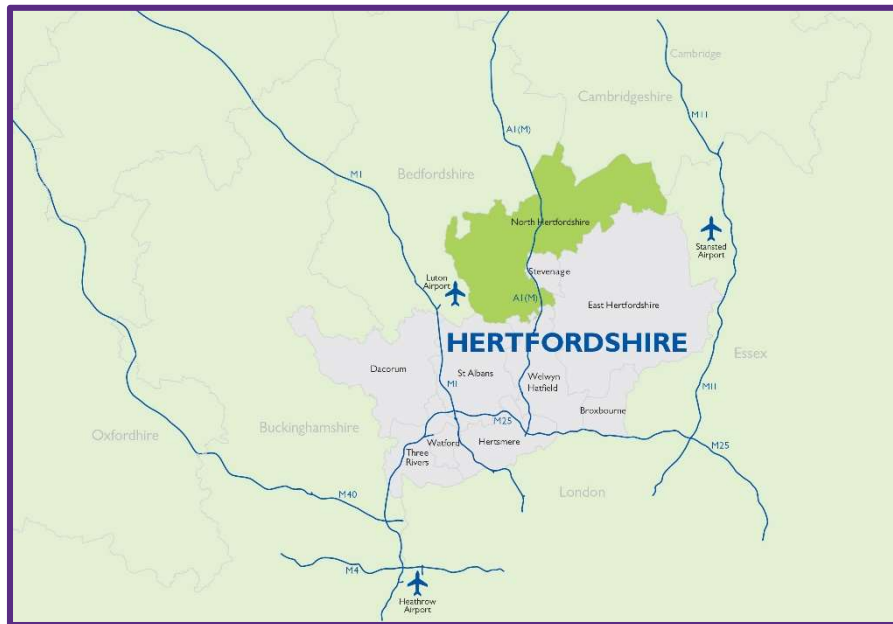 Cambridge
Cambridgeshire
M11
A1(M)
M1
Bedfordshire
North Hertfordshire
Stansted
Airport
Stevenage
Luton
Airport
A1(M)
East Hertfordshire
HERTFORDSHIRE
Essex
Dacorum
St Albans
M1
Welwyn
Hatfield
M11
Broxbourne
M25
Oxfordhire
Buckinghamshire
Watford
Hertsmere
Three
Rivers
M25
London
M40
M4
Heathrow
Airport